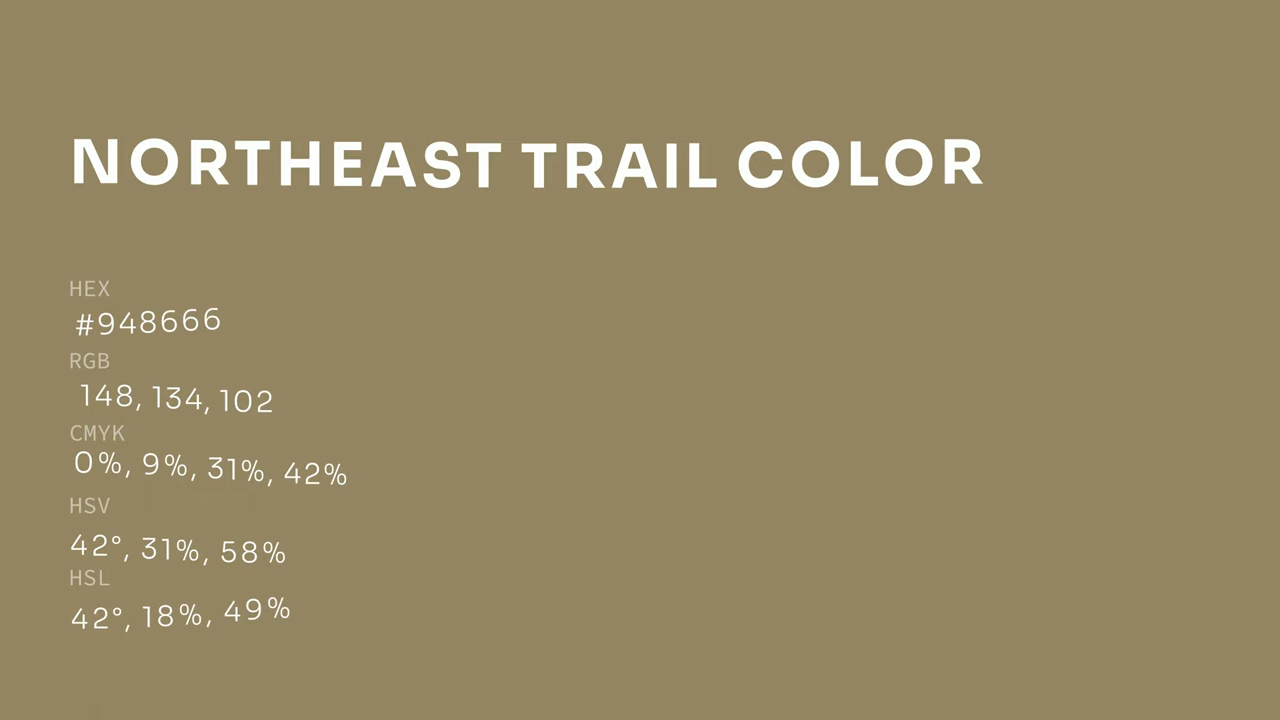 NORTHEAST TRAIL COLOR
HEX
#948666
RGB
148, 134, 102
CMYK
0%, 9%, 31%, 42%
HSV
42°, 31%, 58%
HSL
42°, 18%, 49%